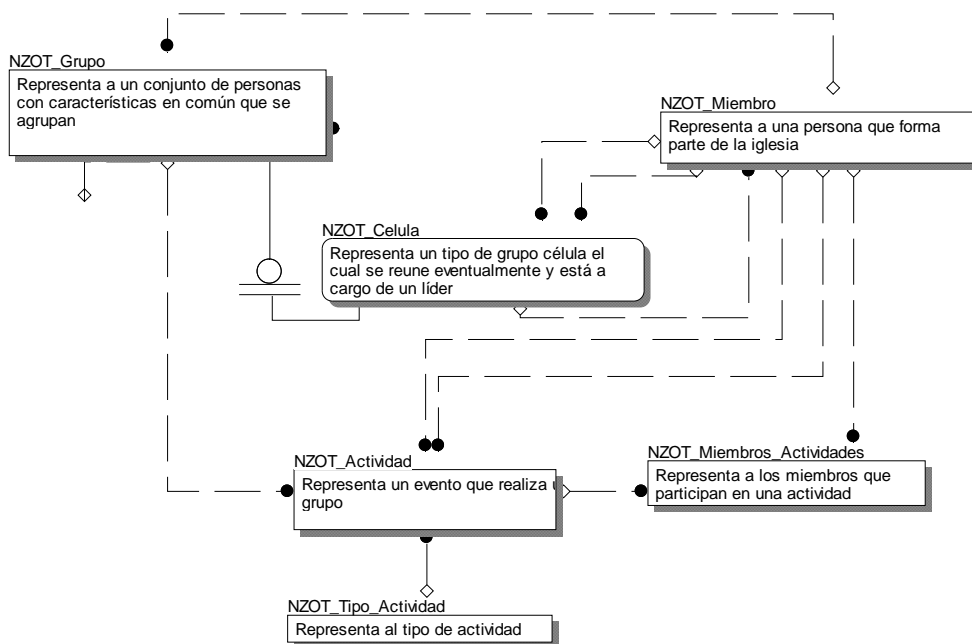 NZOT_Grupo
Representa a un conjunto de personas
con características en común que se
agrupan
NZOT_Miembro
Representa a una persona que forma
parte de la iglesia
NZOT_Celula
Representa un tipo de grupo célula el
cual se reune eventualmente y está a
cargo de un líder
NZOT_Actividad
Representa un evento que realiza u
grupo
NZOT_Miembros_Actividades
Representa a los miembros que
participan en una actividad
NZOT_Tipo_Actividad
Representa al tipo de actividad